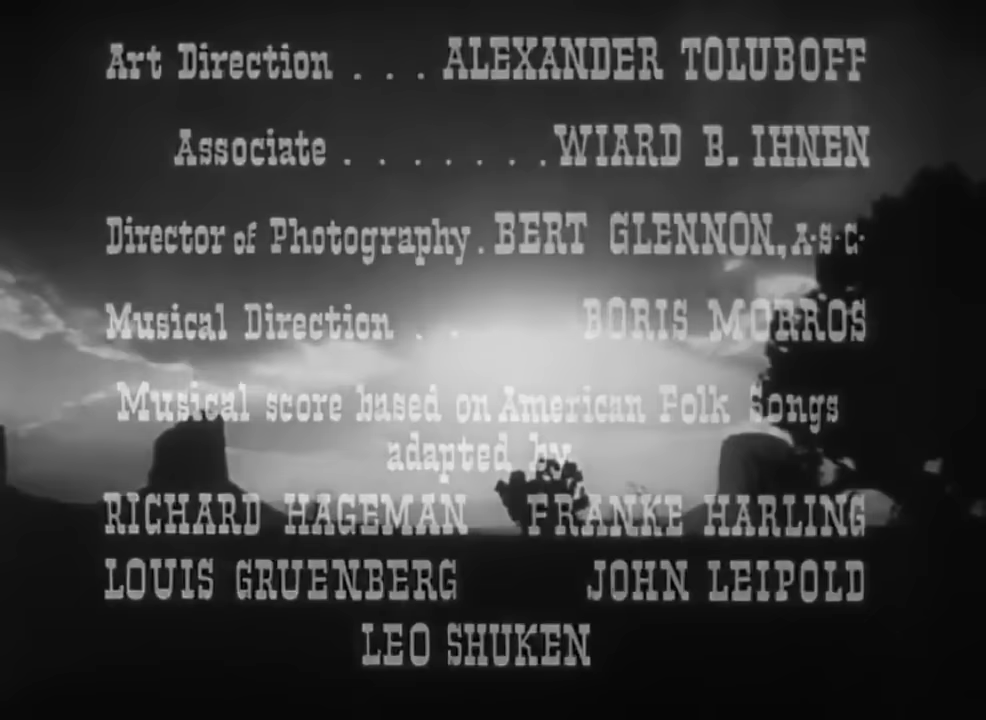 Art Direction . . . ALEXANDER TOLUBOFF
Associate . . . . . . . WIARD B. IHNEN
Director of Photography . BERT GLENNON, A·S·C·
Musical Direction . . BORIS MORROS
Musical score based on American Folk Songs
adapted by
RICHARD HAGEMAN FRANKE HARLING
LOUIS GRUENBERG JOHN LEIPOLD
LEO SHUKEN